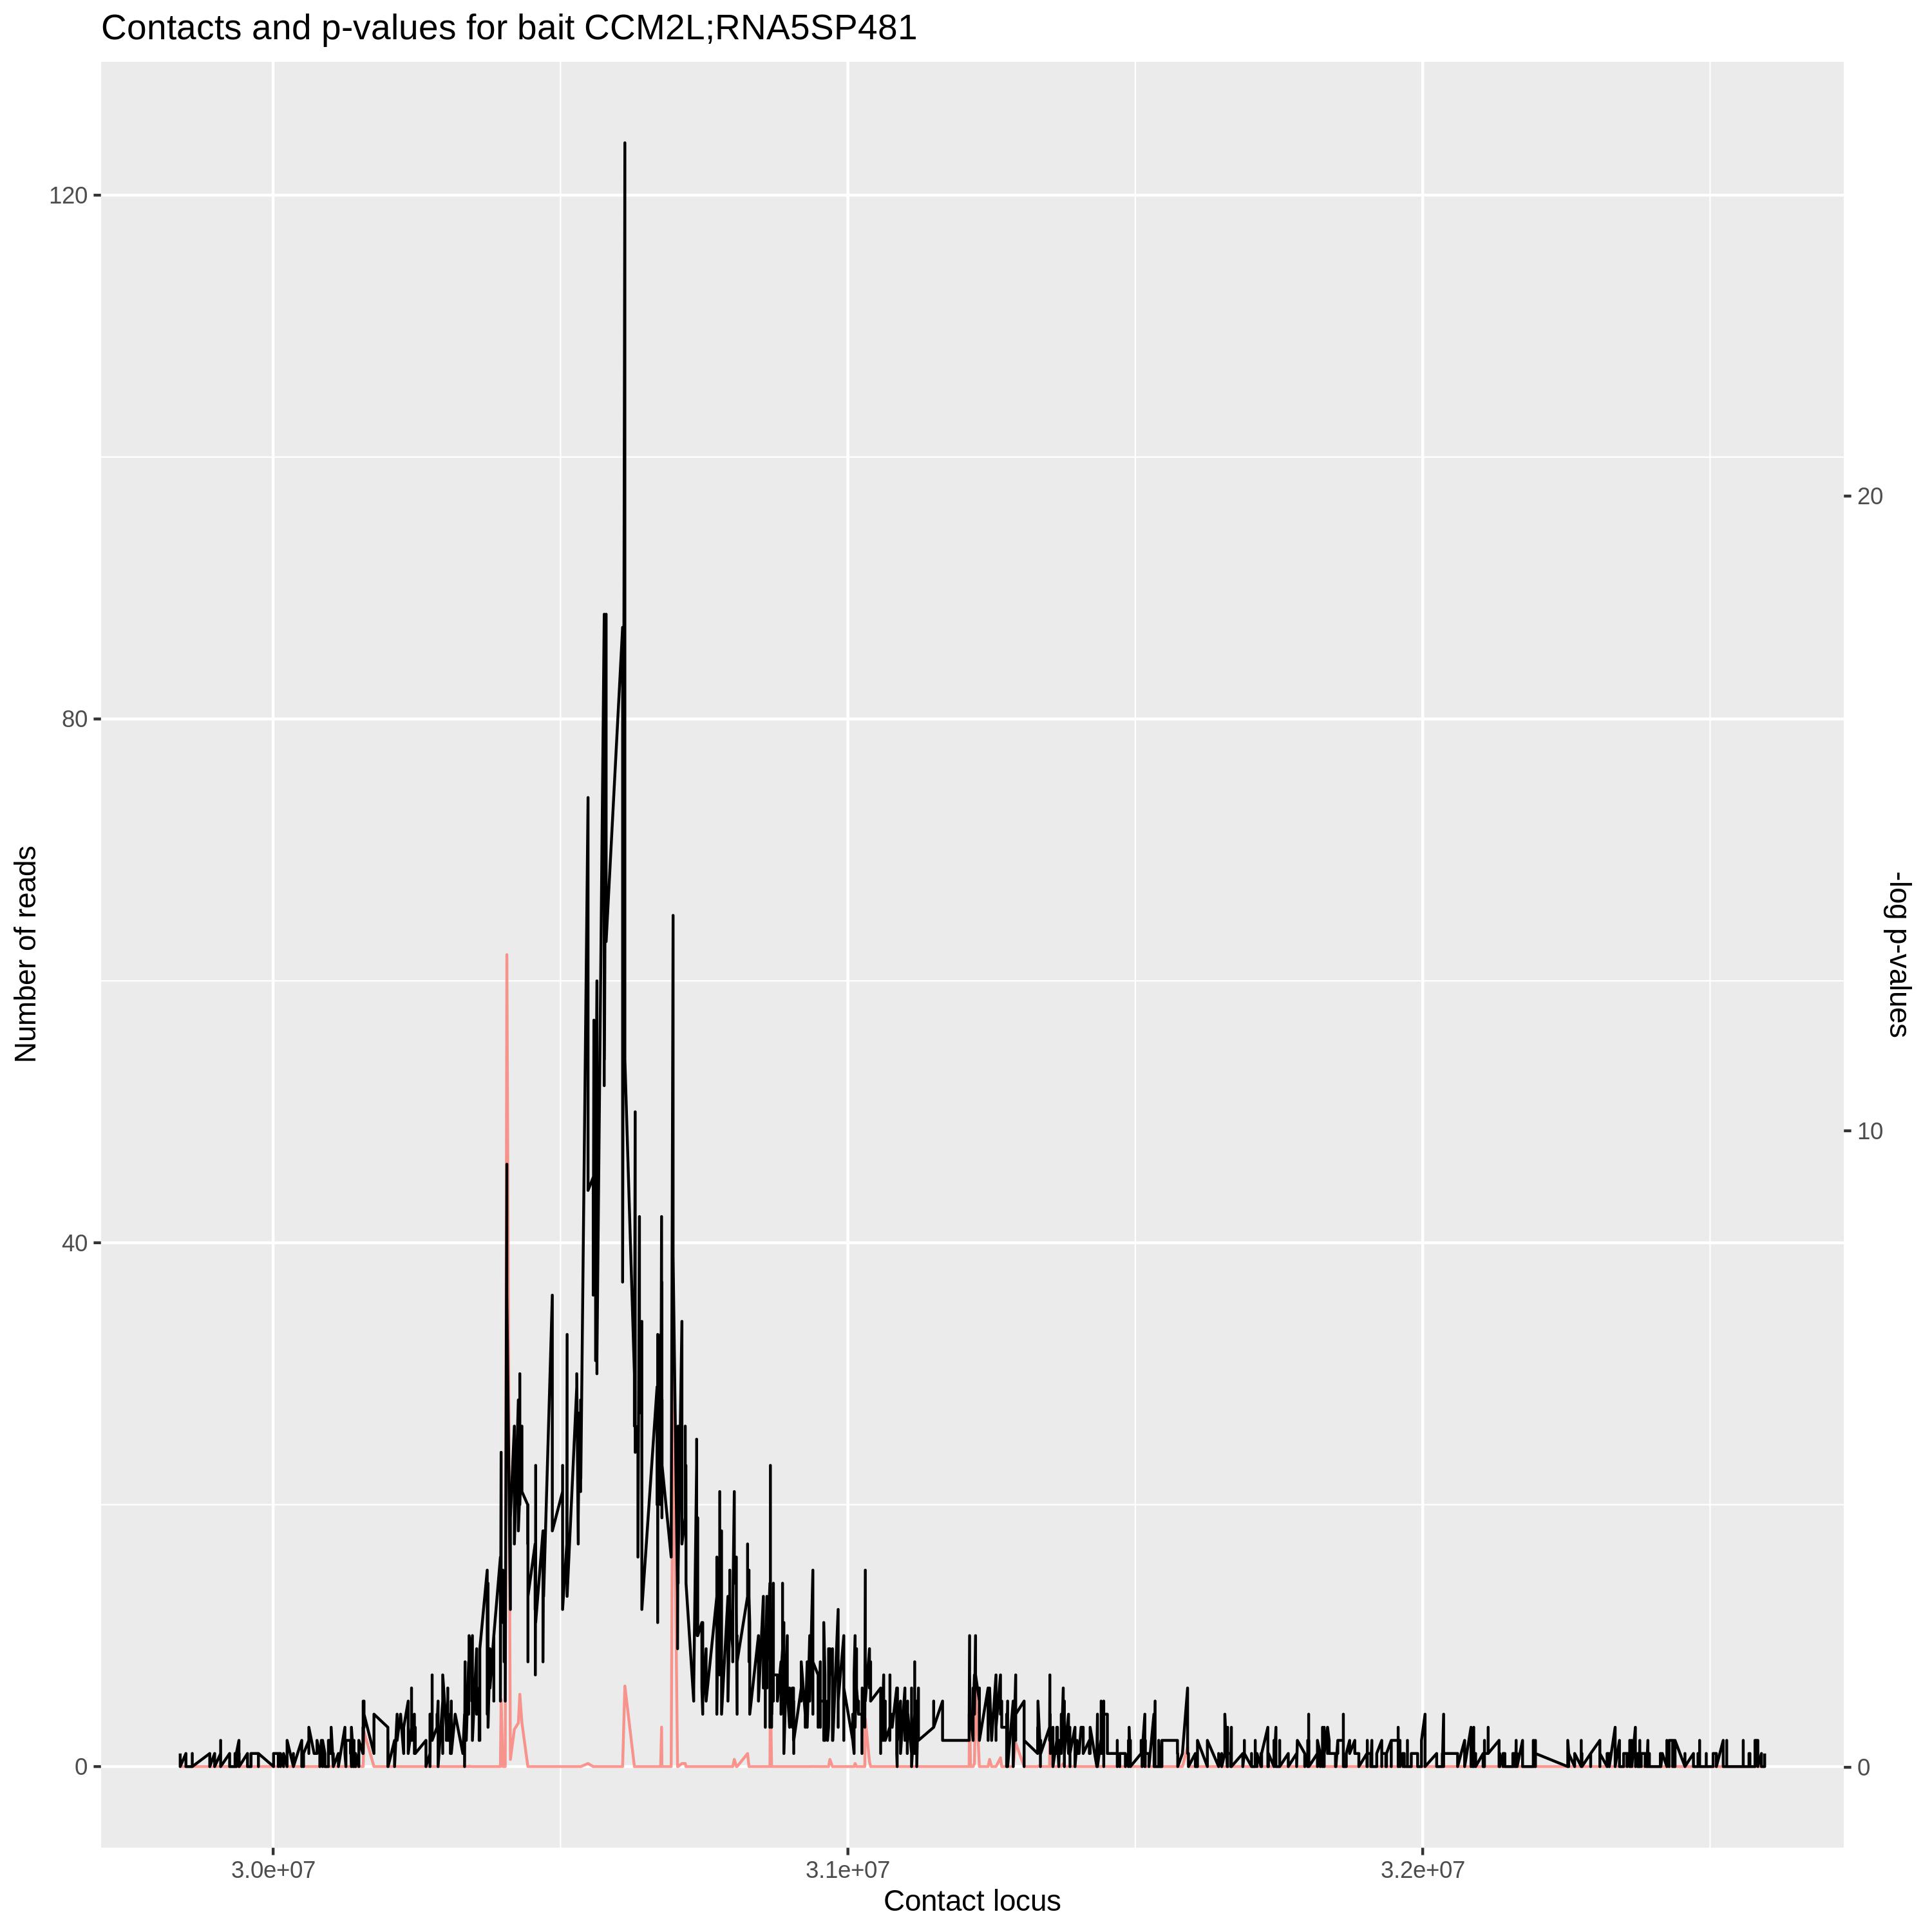 Contacts and p-values for bait CCM2L;RNA5SP481
120
80
40
0
Number of reads
20
10
0
-log p-values
3.0e+07
3.1e+07
3.2e+07
Contact locus